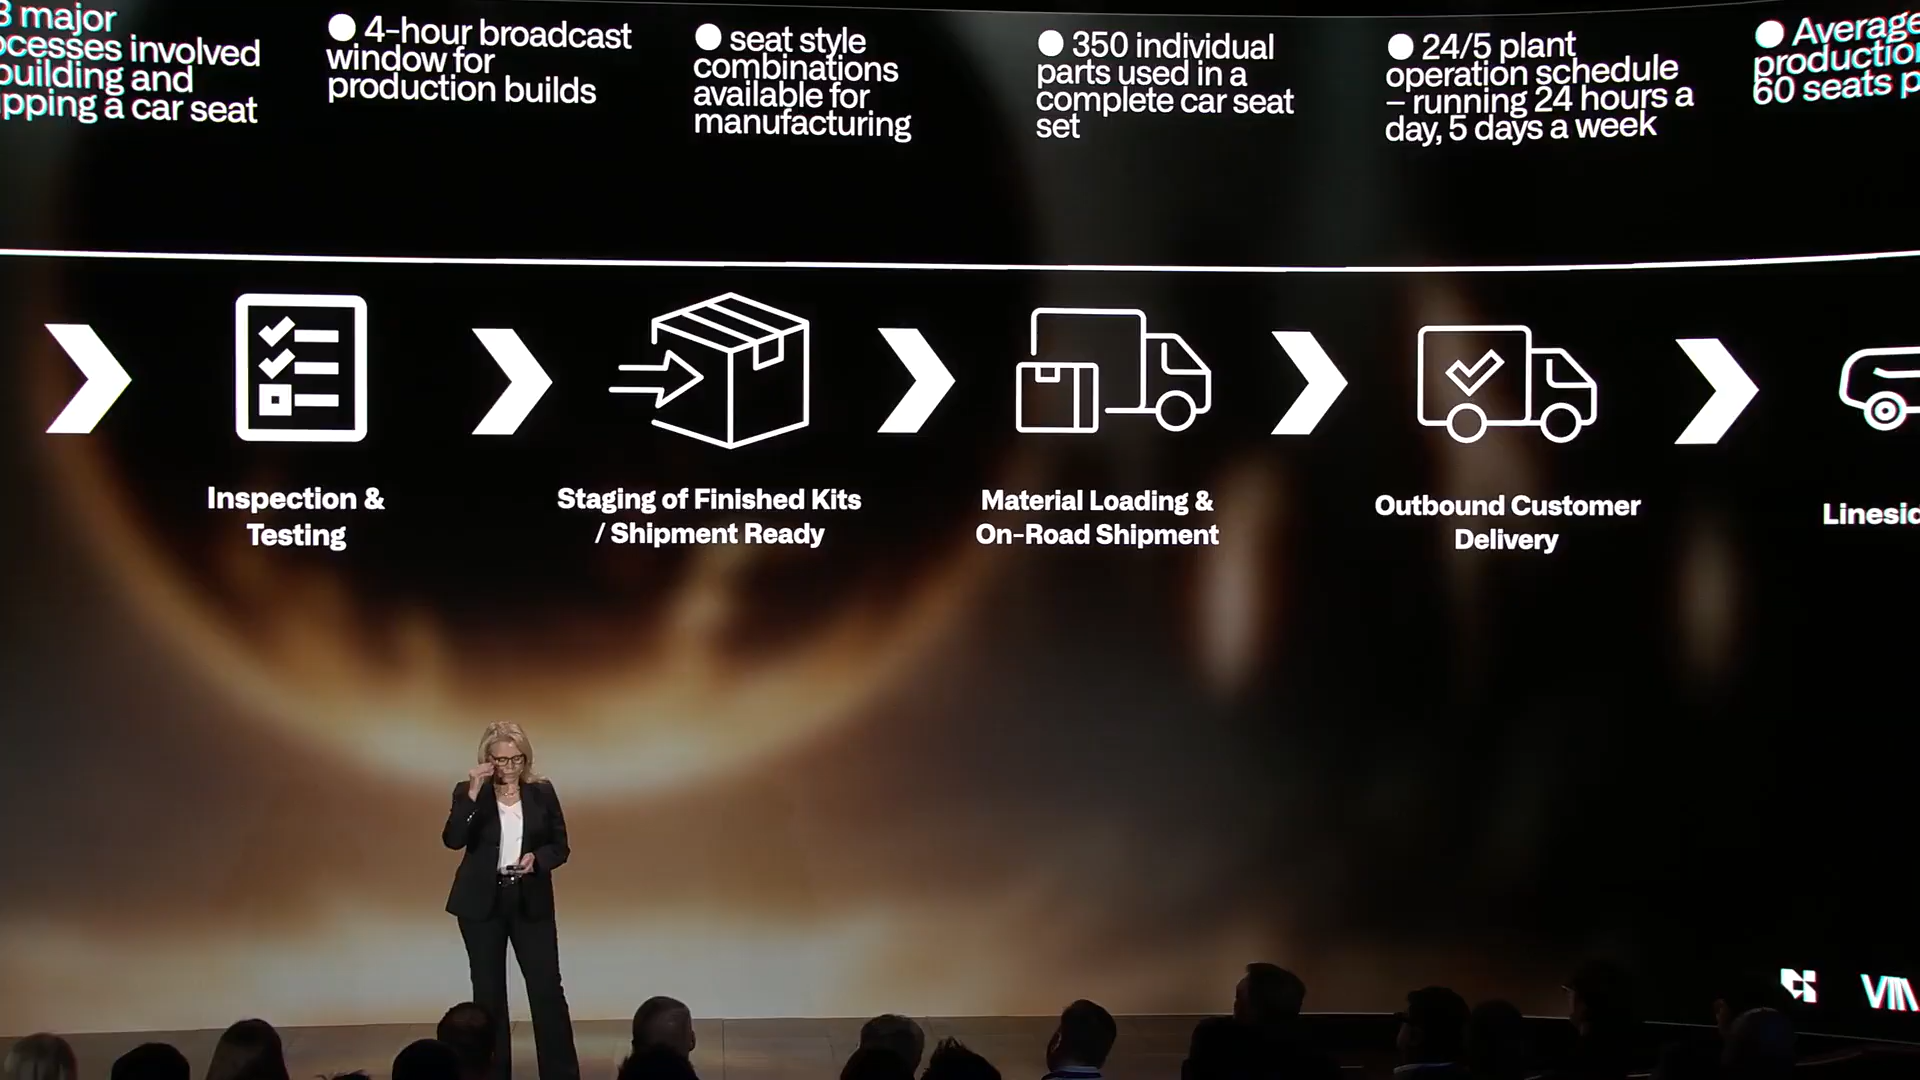 3 major
ocesses involved
building and
pping a car seat
● 4-hour broadcast
window for
production builds
● seat style
combinations
available for
manufacturing
● 350 individual
parts used in a
complete car seat
set
● 24/5 plant
operation schedule
– running 24 hours a
day, 5 days a week
● Average
production
60 seats p
Inspection &
Testing
Staging of Finished Kits
/ Shipment Ready
Material Loading &
On-Road Shipment
Outbound Customer
Delivery